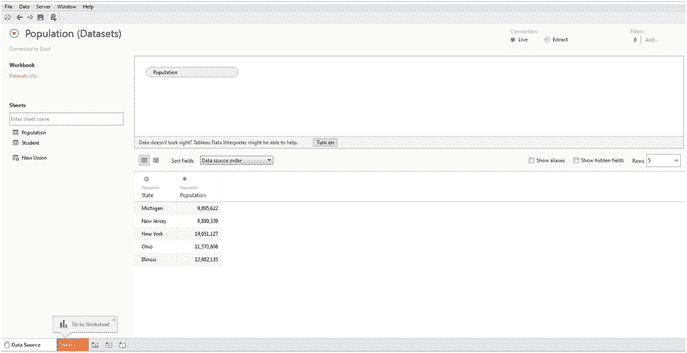 File Data Server Window Help
Population (Datasets)
Connection
Live
Extract
Filters
0
Add...
Connected to Excel
Workbook
Datasets.xlsx
Population
Sheets
Enter sheet name
Population
Student
New Union
Data doesn't look right? Tableau Data Interpreter might be able to help.
Turn on
Sort fields
Data source order
Show aliases
Show hidden fields
Rows
5
Population Population
State Population
Michigan 9,895,622
New Jersey 8,899,339
New York 19,651,127
Ohio 11,570,808
Illinois 12,882,135
Go to Worksheet
Data Source